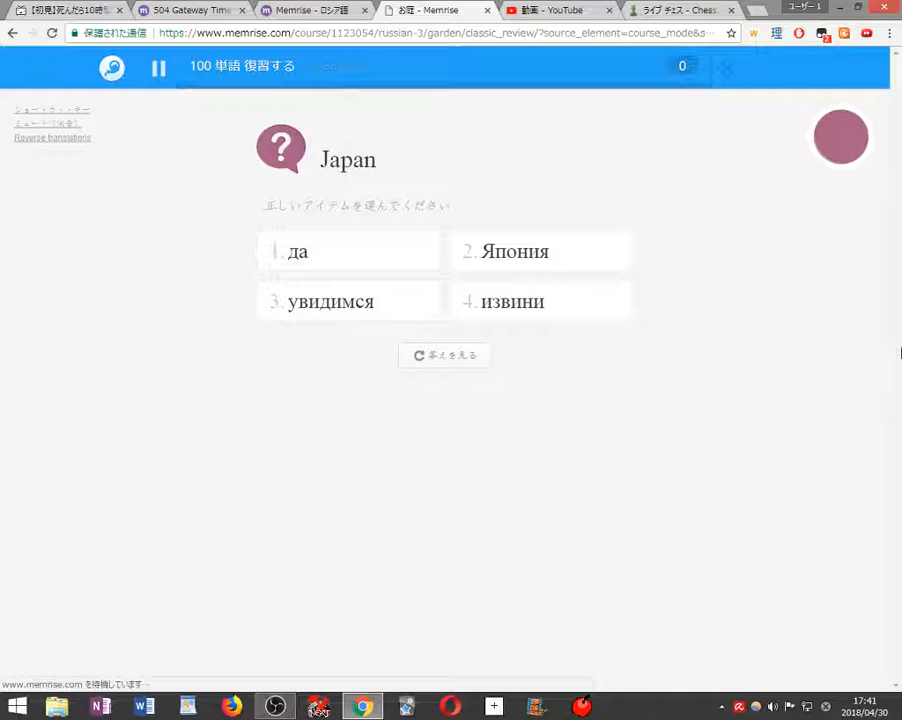 【初見】死んだら10時
504 Gateway Tim
Memrise - ロシア語
お庭 - Memrise
動画 - YouTube
ライブ チェス - Chess
ユーザー 1
保護された通信
https://www.memrise.com/course/1123054/russian-3/garden/classic_review/?source_element=course_mode&s...
100 単語 復習する
0
Reverse translations
Japan
正しいアイテムを選んでください
1. да
2. Япония
3. увидимся
4. извини
答えを見る
www.memrise.com を待機しています...
17:41
2018/04/30